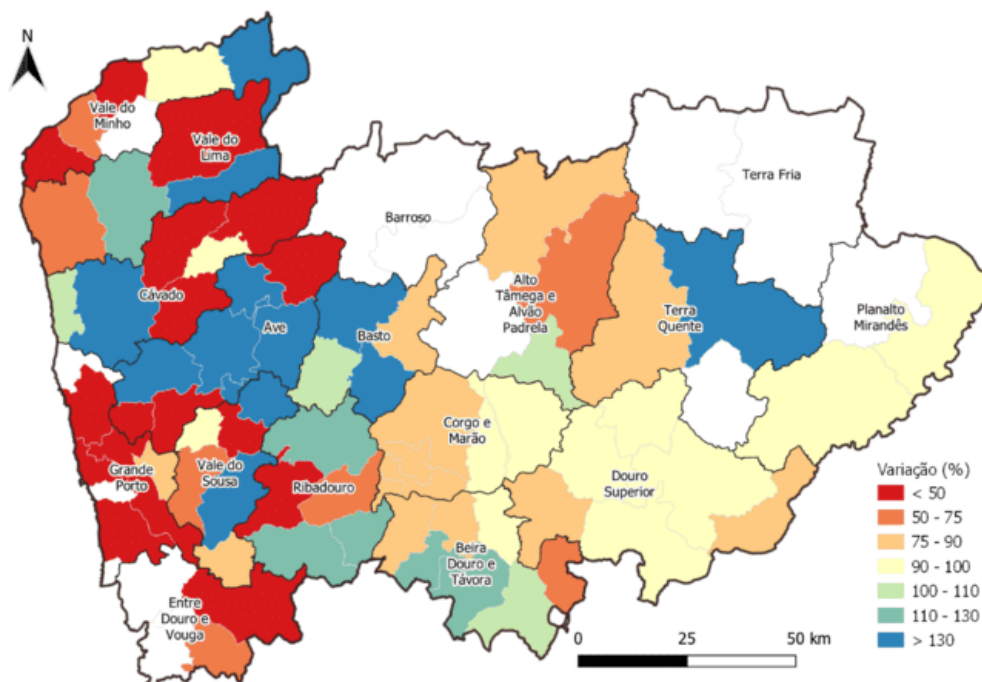 N
Vale do
Minho
Vale do
Lima
Barroso
Terra Fria
Cávado
Ave
Basto
Alto
Tâmega e
Alvão
Padrela
Terra
Quente
Planalto
Mirandês
Corgo e
Marão
Grande
Porto
Vale do
Sousa
Ribadouro
Douro
Superior
Beira
Douro e
Távora
Entre
Douro e
Vouga
Variação (%)
< 50
50 - 75
75 - 90
90 - 100
100 - 110
110 - 130
> 130
0 25 50 km